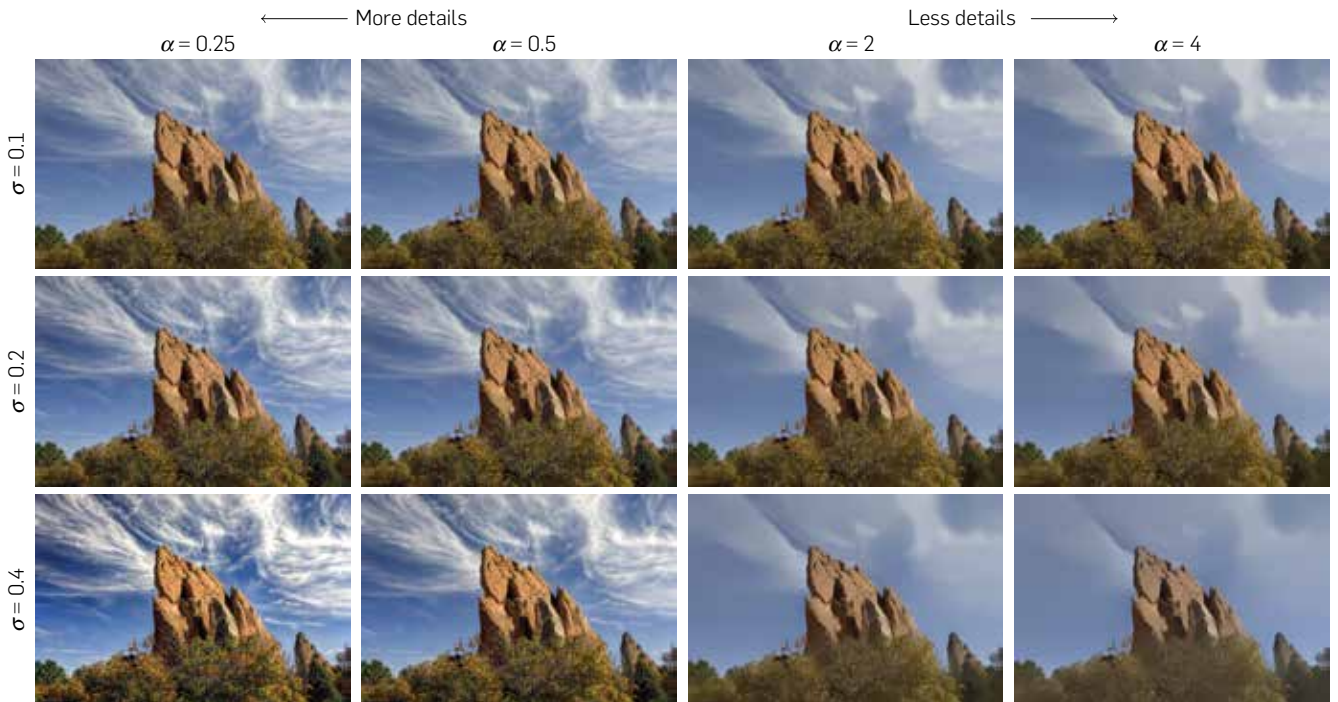 ← More details
Less details →
α = 0.25
α = 0.5
α = 2
α = 4
σ = 0.1
σ = 0.2
σ = 0.4